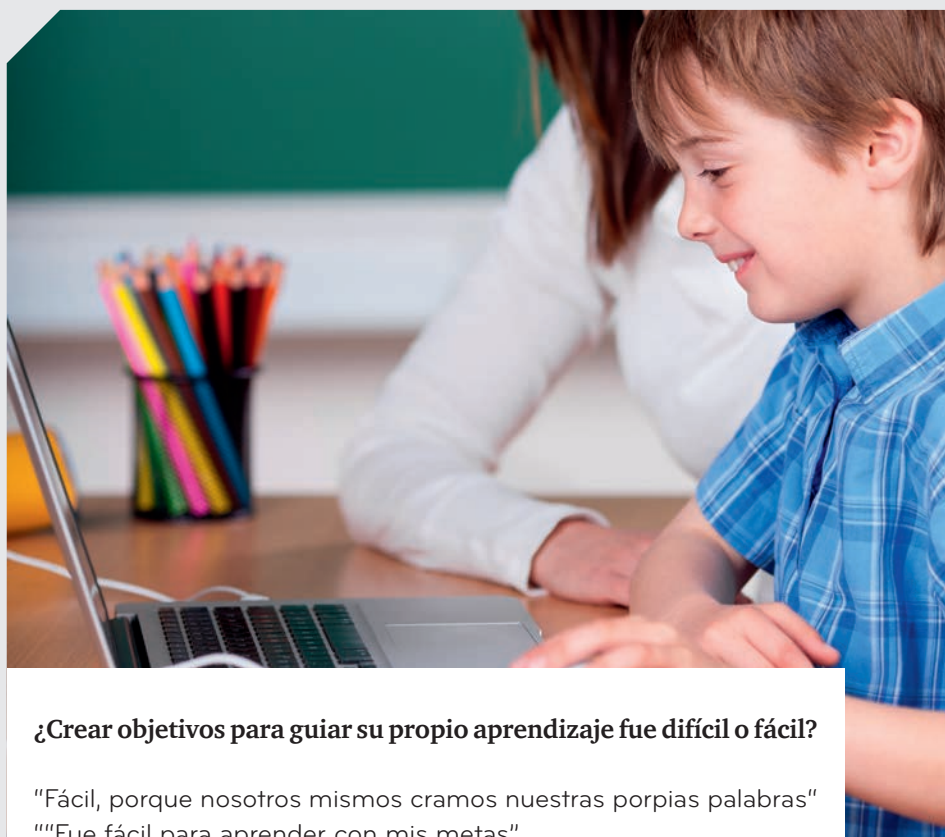 ¿Crear objetivos para guiar su propio aprendizaje fue difícil o fácil?
“Fácil, porque nosotros mismos cramos nuestras porpias palabras“
““Fue fácil para aprender con mis metas”